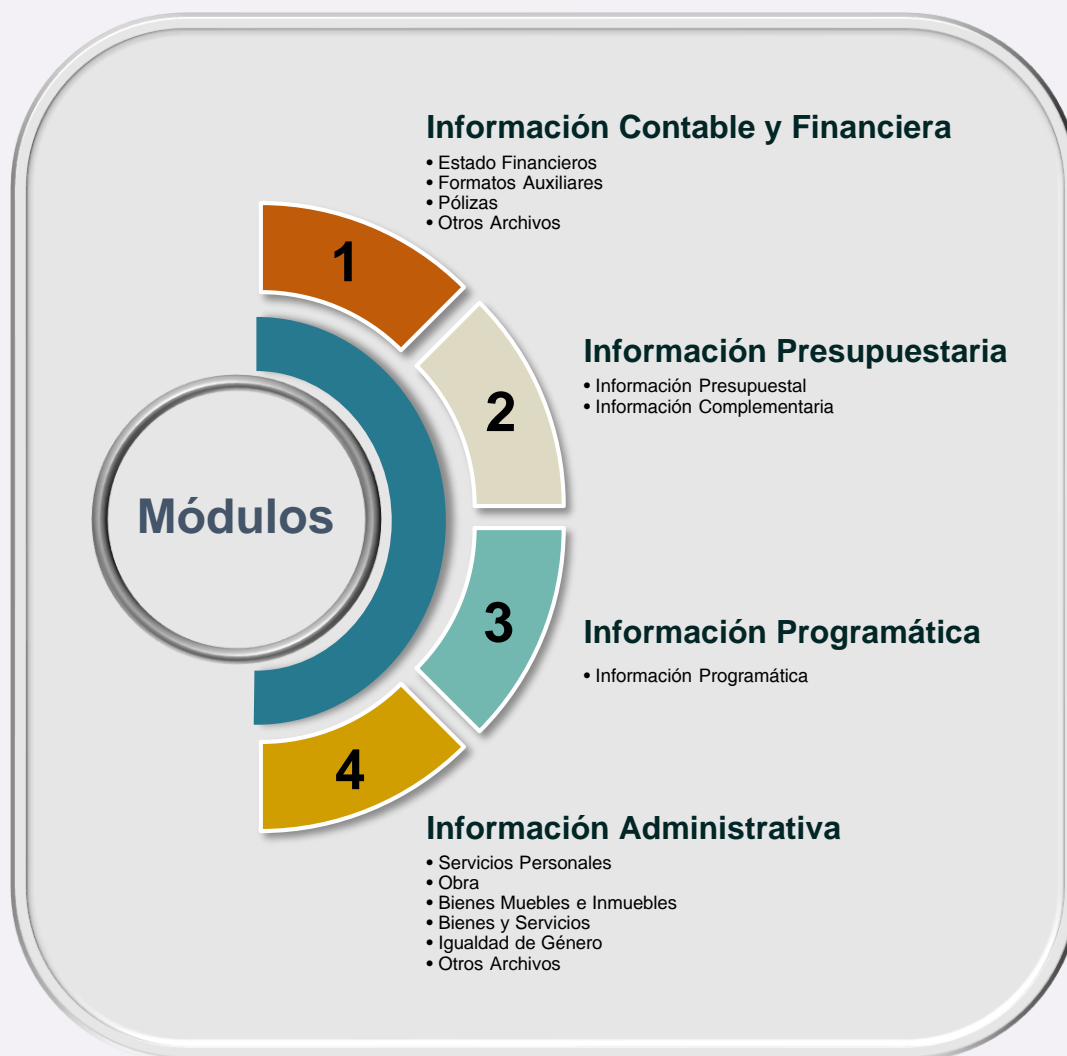 Información Contable y Financiera
• Estado Financieros
• Formatos Auxiliares
• Pólizas
• Otros Archivos
1
Información Presupuestaria
• Información Presupuestal
• Información Complementaria
2
Módulos
3
Información Programática
• Información Programática
4
Información Administrativa
• Servicios Personales
• Obra
• Bienes Muebles e Inmuebles
• Bienes y Servicios
• Igualdad de Género
• Otros Archivos